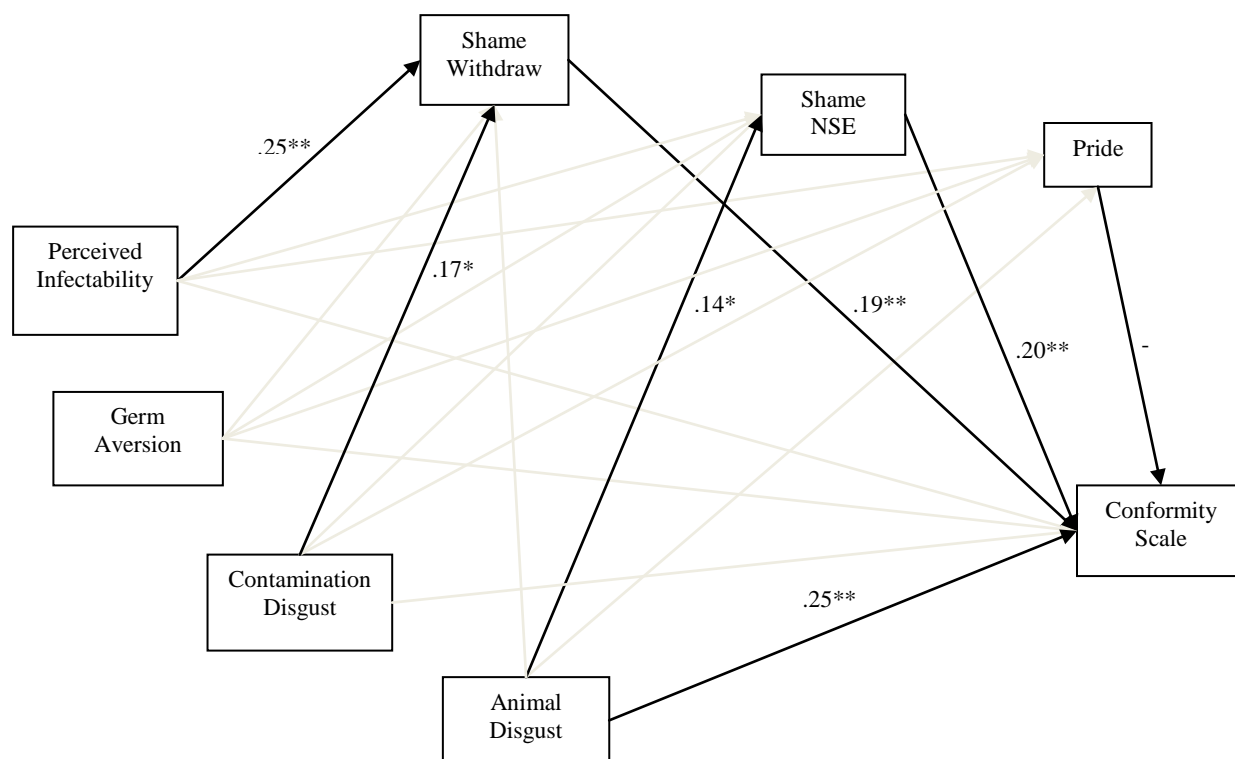 Shame
Withdraw
Shame
NSE
Pride
.25**
Perceived
Infectability
.17*
.14*
.19**
.20**
-
Germ
Aversion
Conformity
Scale
Contamination
Disgust
.25**
Animal
Disgust